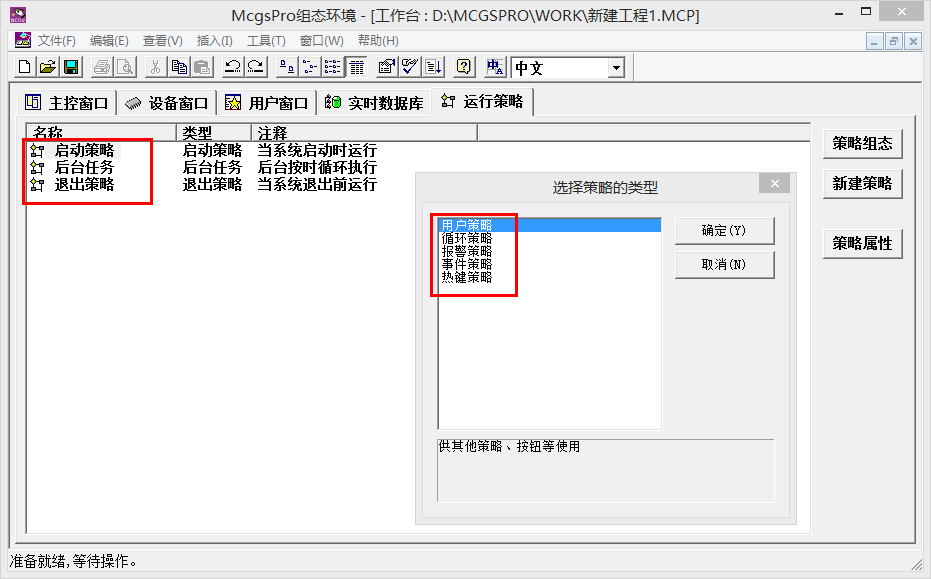 McgsPro组态环境 - [工作台 : D:\MCGSPRO\WORK\新建工程1.MCP]
文件(F) 编辑(E) 查看(V) 插入(I) 工具(T) 窗口(W) 帮助(H)
中文
主控窗口 设备窗口 用户窗口 实时数据库 运行策略
名称 类型 注释
启动策略 启动策略 当系统启动时运行
后台任务 后台任务 后台按时循环执行
退出策略 退出策略 当系统退出前运行
策略组态
新建策略
策略属性
选择策略的类型
用户策略
循环策略
报警策略
事件策略
热键策略
确定(Y)
取消(N)
供其他策略、按钮等使用
准备就绪,等待操作。